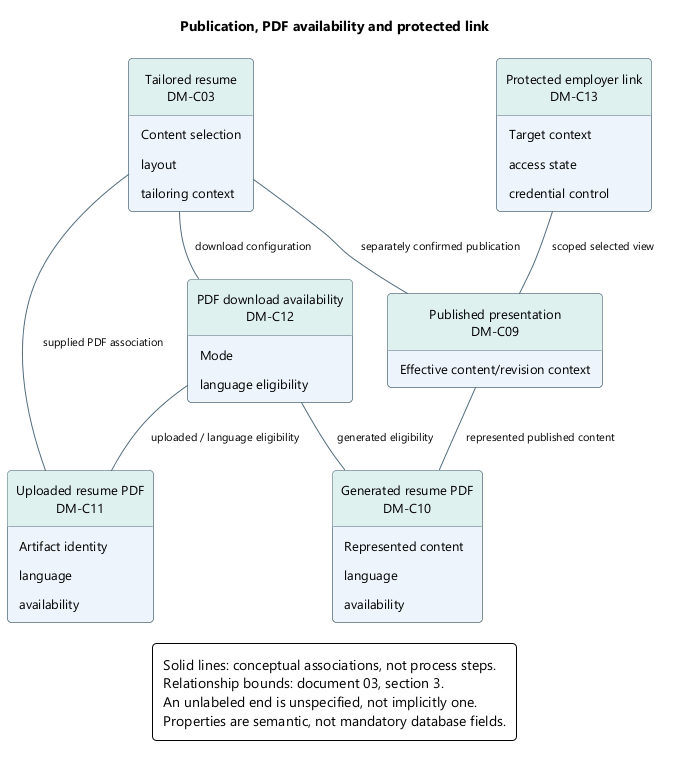 Publication, PDF availability and protected link
Tailored resume
DM-C03
Content selection
layout
tailoring context
Protected employer link
DM-C13
Target context
access state
credential control
download configuration
separately confirmed publication
scoped selected view
PDF download availability
DM-C12
Mode
language eligibility
Published presentation
DM-C09
Effective content/revision context
supplied PDF association
uploaded / language eligibility
generated eligibility
represented published content
Uploaded resume PDF
DM-C11
Artifact identity
language
availability
Generated resume PDF
DM-C10
Represented content
language
availability
Solid lines: conceptual associations, not process steps.
Relationship bounds: document 03, section 3.
An unlabeled end is unspecified, not implicitly one.
Properties are semantic, not mandatory database fields.